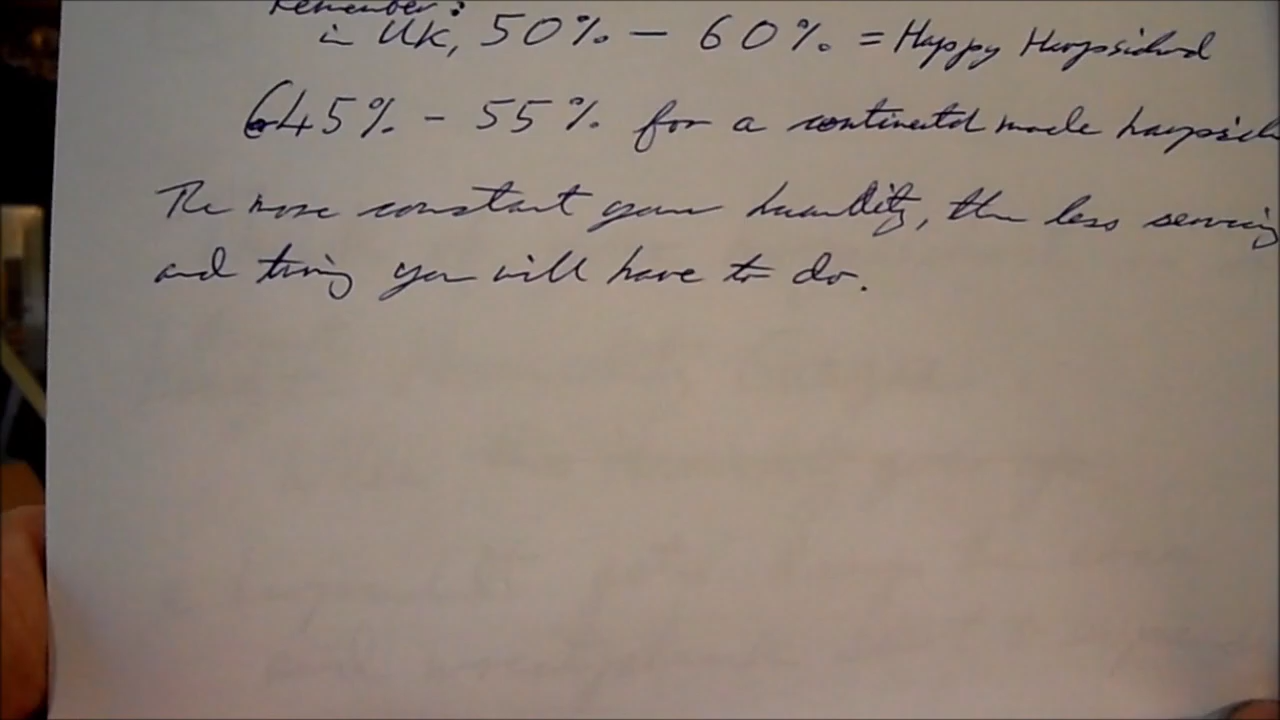 Remember:
in UK, 50% - 60% = Happy Harpsichord
45% - 55% for a continental made harpsich
The more constant your humidity, the less servicing
and tuning you will have to do.